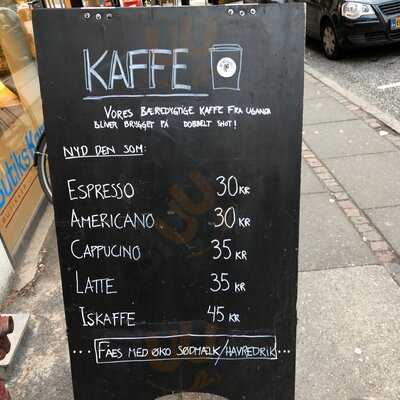 KAFFE
VORES BÆREDYGTIGE KAFFE FRA UGANDA
BLIVER BRYGGET PÅ DOBBELT SHOT!
NYD DEN SOM:
ESPRESSO 30 KR
AMERICANO 30 KR
CAPPUCINO 35 KR
LATTE 35 KR
ISKAFFE 45 KR
... FÅES MED ØKO SØDMÆLK/HAVREDRIK ...